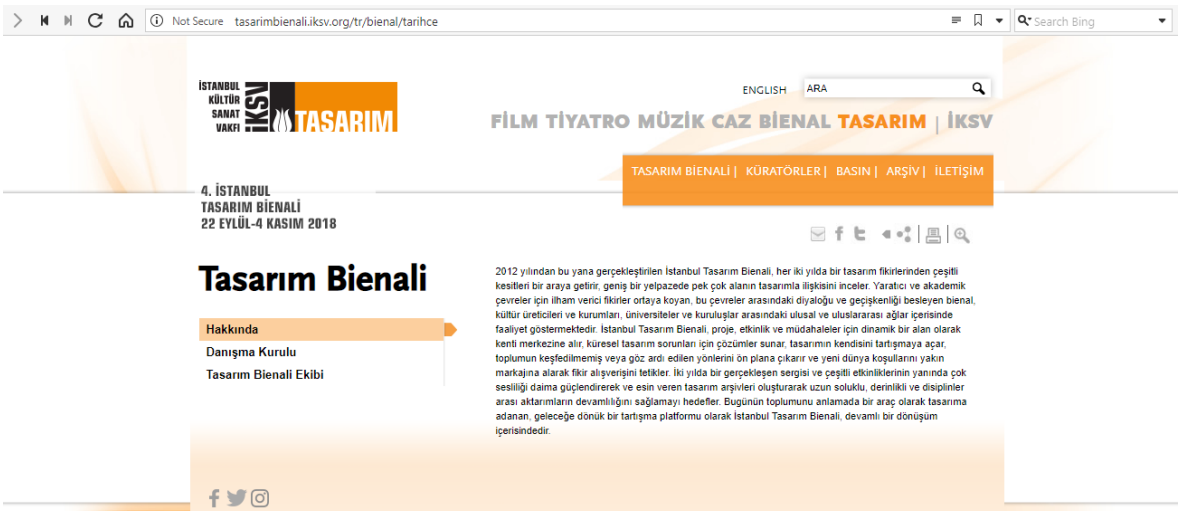 Not Secure tasarimbienali.iksv.org/tr/bienal/tarihce
Search Bing
İSTANBUL
KÜLTÜR
SANAT
VAKFI
İKSV
TASARIM
ENGLISH
ARA
FİLM TİYATRO MÜZİK CAZ BİENAL TASARIM | İKSV
TASARIM BİENALİ | KÜRATÖRLER | BASIN | ARŞİV | İLETİŞİM
4. İSTANBUL
TASARIM BİENALİ
22 EYLÜL-4 KASIM 2018
Tasarım Bienali
Hakkında
Danışma Kurulu
Tasarım Bienali Ekibi
2012 yılından bu yana gerçekleştirilen İstanbul Tasarım Bienali, her iki yılda bir tasarım fikirlerinden çeşitli
kesitleri bir araya getirir, geniş bir yelpazede pek çok alanın tasarımla ilişkisini inceler. Yaratıcı ve akademik
çevreler için ilham verici fikirler ortaya koyan, bu çevreler arasındaki diyaloğu ve geçişkenliği besleyen bienal,
kültür üreticileri ve kurumları, üniversiteler ve kuruluşlar arasındaki ulusal ve uluslararası ağlar içerisinde
faaliyet göstermektedir. İstanbul Tasarım Bienali, proje, etkinlik ve müdahaleler için dinamik bir alan olarak
kenti merkezine alır, küresel tasarım sorunları için çözümler sunar, tasarımın kendisini tartışmaya açar,
toplumun keşfedilmemiş veya göz ardı edilen yönlerini ön plana çıkarır ve yeni dünya koşullarını yakın
markajına alarak fikir alışverişini tetikler. İki yılda bir gerçekleşen sergisi ve çeşitli etkinliklerinin yanında çok
sesliliği daima güçlendirerek ve esin veren tasarım arşivleri oluşturarak uzun soluklu, derinlikli ve disiplinler
arası aktarımların devamlılığını sağlamayı hedefler. Bugünün toplumunu anlamada bir araç olarak tasarıma
adanan, geleceğe dönük bir tartışma platformu olarak İstanbul Tasarım Bienali, devamlı bir dönüşüm
içerisindedir.